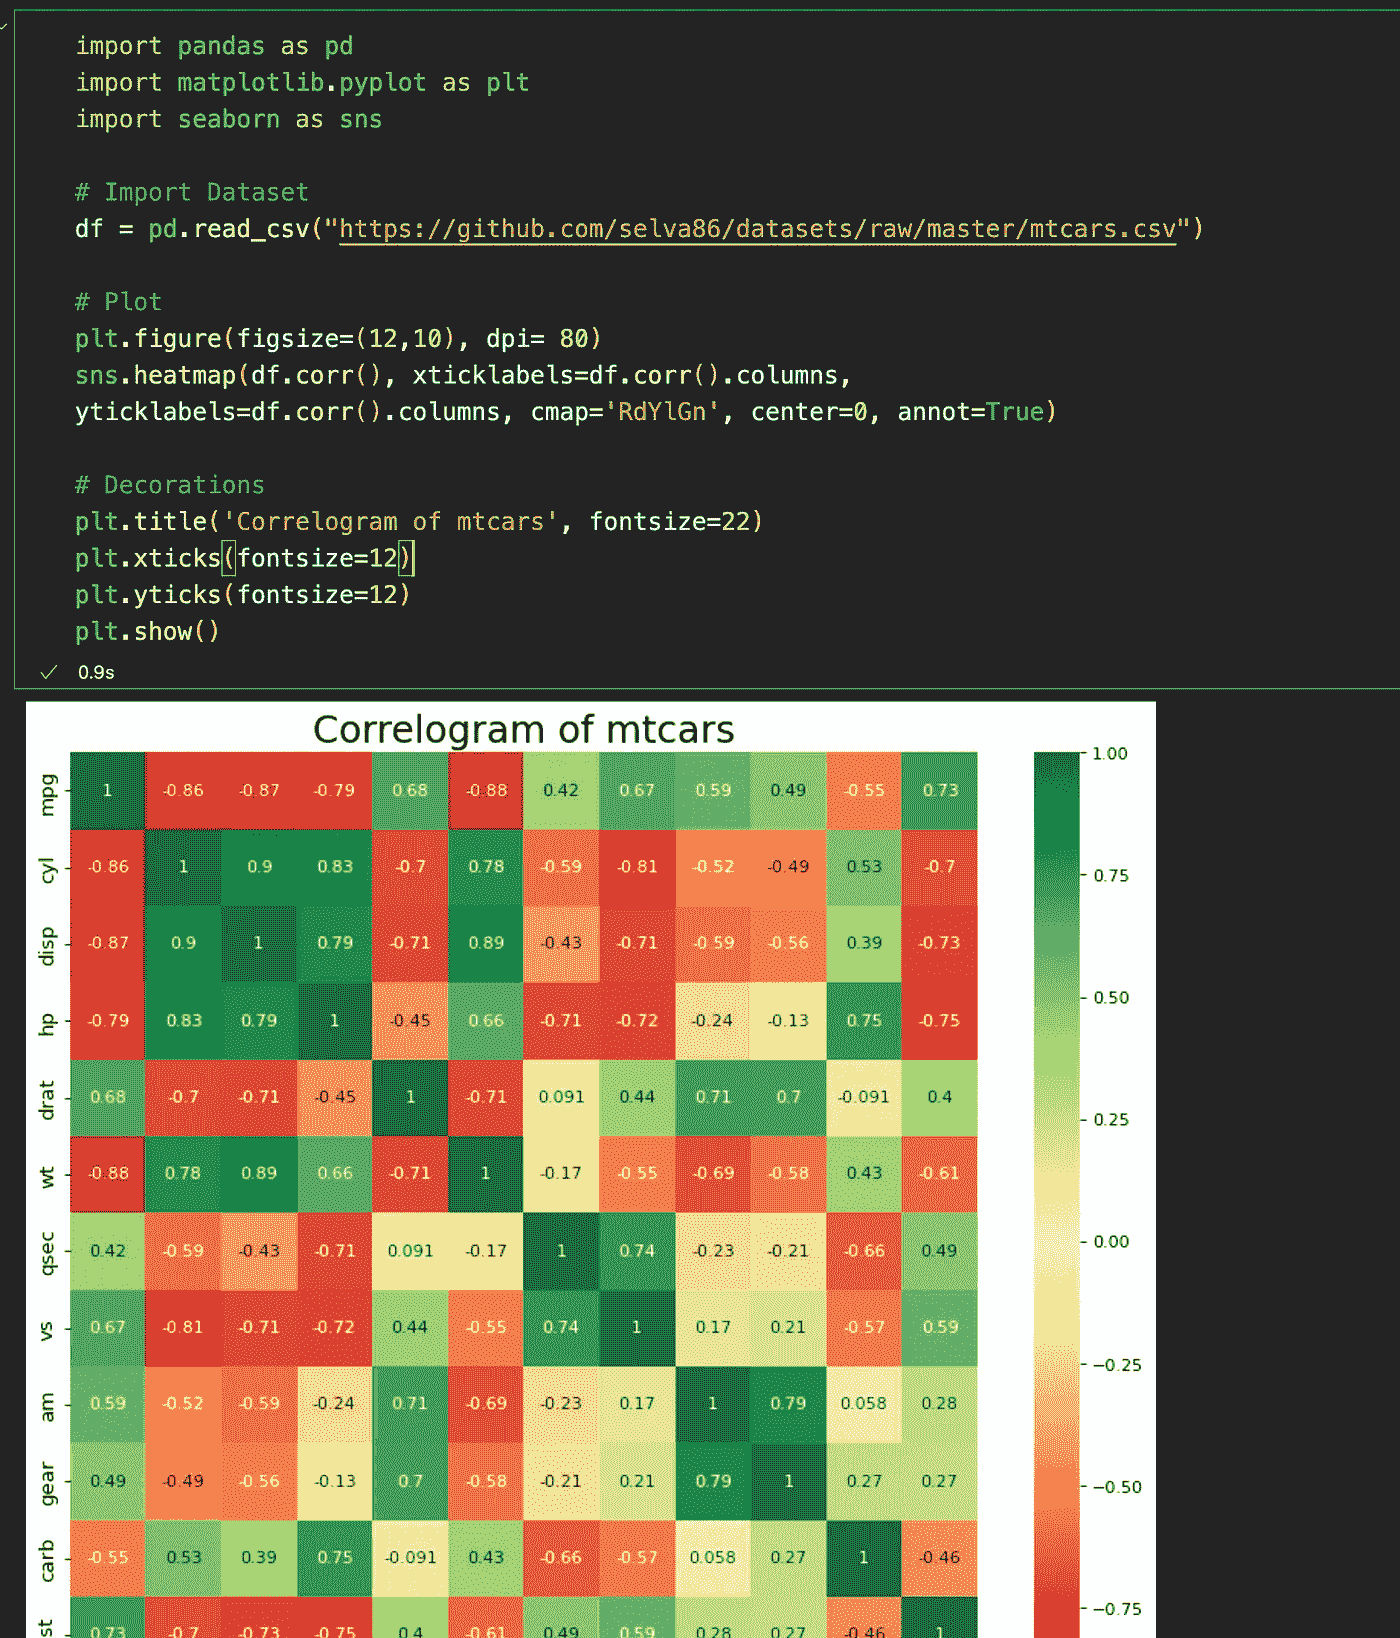 import pandas as pd
import matplotlib.pyplot as plt
import seaborn as sns
# Import Dataset
df = pd.read_csv("https://github.com/selva86/datasets/raw/master/mtcars.csv")
# Plot
plt.figure(figsize=(12,10), dpi= 80)
sns.heatmap(df.corr(), xticklabels=df.corr().columns,
yticklabels=df.corr().columns, cmap='RdYlGn', center=0, annot=True)
# Decorations
plt.title('Correlogram of mtcars', fontsize=22)
plt.xticks(fontsize=12)
plt.yticks(fontsize=12)
plt.show()
0.9s
Correlogram of mtcars
mpg 1 -0.86 -0.87 -0.79 0.68 -0.88 0.42 0.67 0.59 0.49 -0.55 0.73
cyl -0.86 1 0.9 0.83 -0.7 0.78 -0.59 -0.81 -0.52 -0.49 0.53 -0.7
disp -0.87 0.9 1 0.79 -0.71 0.89 -0.43 -0.71 -0.59 -0.56 0.39 -0.73
hp -0.79 0.83 0.79 1 -0.45 0.66 -0.71 -0.72 -0.24 -0.13 0.75 -0.75
drat 0.68 -0.7 -0.71 -0.45 1 -0.71 0.091 0.44 0.71 0.7 -0.091 0.4
wt -0.88 0.78 0.89 0.66 -0.71 1 -0.17 -0.55 -0.69 -0.58 0.43 -0.61
qsec 0.42 -0.59 -0.43 -0.71 0.091 -0.17 1 0.74 -0.23 -0.21 -0.66 0.49
vs 0.67 -0.81 -0.71 -0.72 0.44 -0.55 0.74 1 0.17 0.21 -0.57 0.59
am 0.59 -0.52 -0.59 -0.24 0.71 -0.69 -0.23 0.17 1 0.79 0.058 0.28
gear 0.49 -0.49 -0.56 -0.13 0.7 -0.58 -0.21 0.21 0.79 1 0.27 0.27
carb -0.55 0.53 0.39 0.75 -0.091 0.43 -0.66 -0.57 0.058 0.27 1 -0.46
st 0.73 -0.7 -0.73 -0.75 0.4 -0.61 0.49 0.59 0.28 0.27 -0.46 1
1.00
0.75
0.50
0.25
0.00
−0.25
−0.50
−0.75